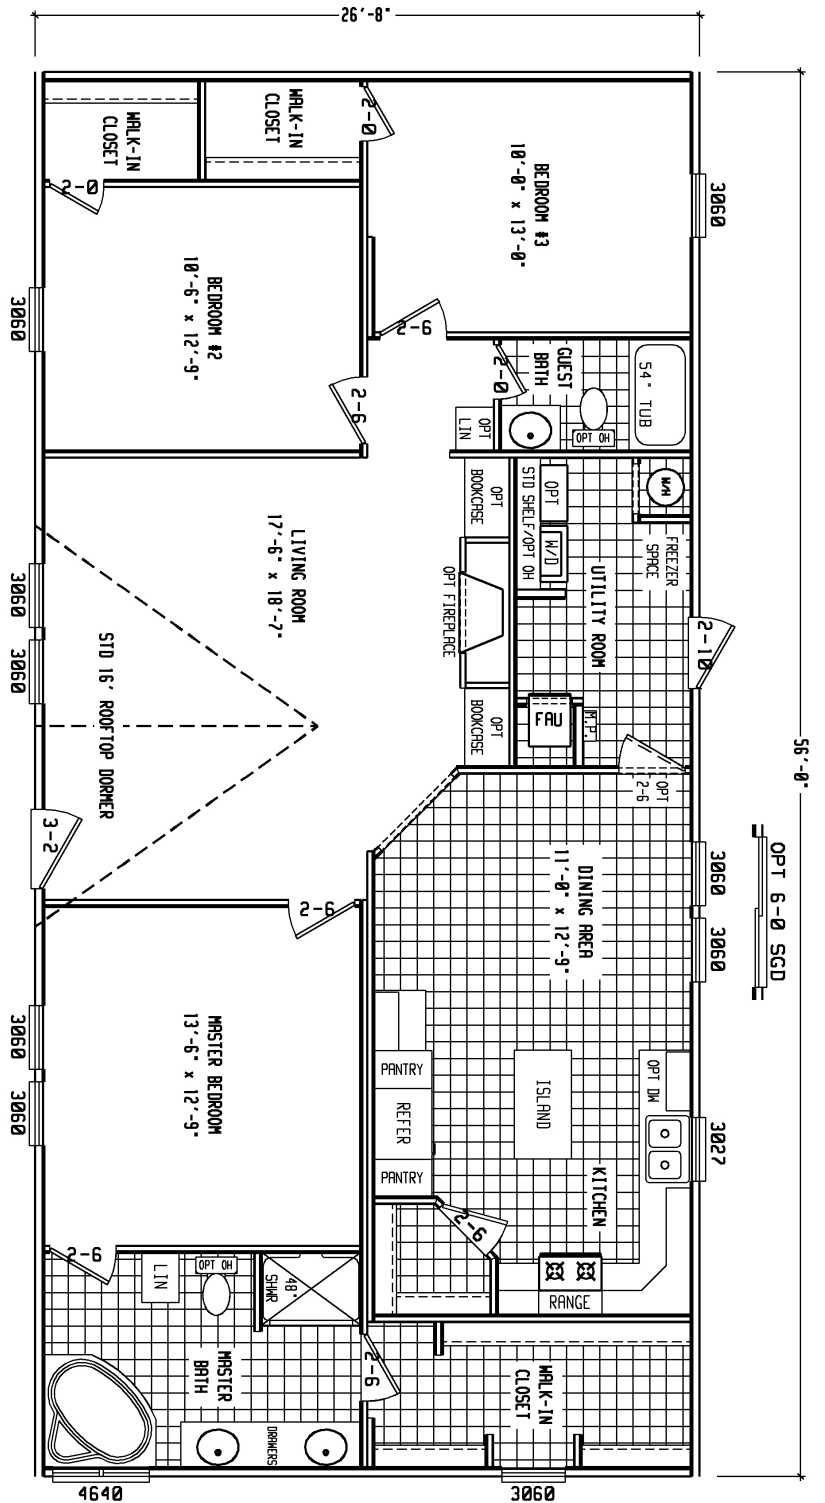 26'-8"
56'-0"
WALK-IN
CLOSET
WALK-IN
CLOSET
2-0
2-0
BEDROOM #3
10'-0" x 13'-0"
3060
BEDROOM #2
10'-6" x 12'-9"
3060
2-6
2-6
2-0
GUEST
BATH
54" TUB
OPT OH
OPT
LIN
OPT
BOOKCASE
STD SHELF/OPT OH
OPT
W/D
W/H
FREEZER
SPACE
UTILITY ROOM
2-10
LIVING ROOM
17'-6" x 18'-7"
OPT FIREPLACE
3060
3060
STD 16' ROOFTOP DORMER
OPT
BOOKCASE
FAU
M.P.
OPT
2-6
3-2
DINING AREA
11'-0" x 12'-9"
3060
3060
OPT 6-0 SGD
2-6
MASTER BEDROOM
13'-6" x 12'-9"
3060
3060
PANTRY
REFER
PANTRY
ISLAND
OPT DW
3027
KITCHEN
2-6
RANGE
2-6
LIN
OPT OH
48"
SHWR
MASTER
BATH
2-6
WALK-IN
CLOSET
DRAWERS
4640
3060